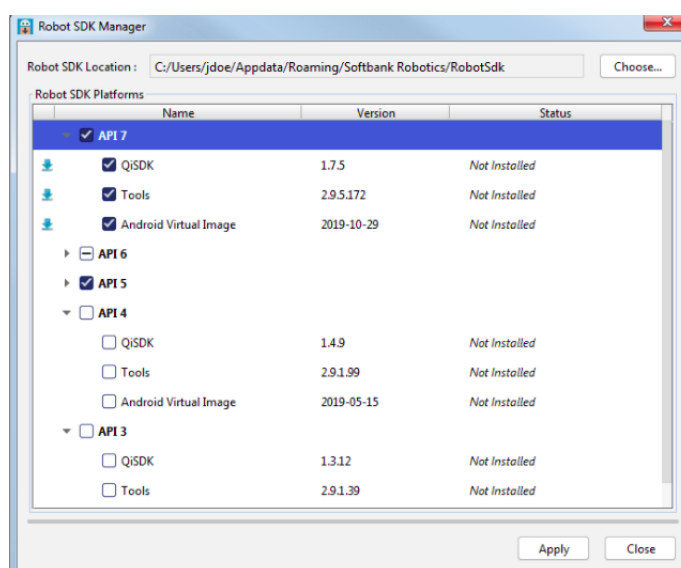 Robot SDK Manager
Robot SDK Location : C:/Users/jdoe/Appdata/Roaming/Softbank Robotics/RobotSdk Choose...
Robot SDK Platforms
Name Version Status
API 7
QiSDK 1.7.5 Not Installed
Tools 2.9.5.172 Not Installed
Android Virtual Image 2019-10-29 Not Installed
API 6
API 5
API 4
QiSDK 1.4.9 Not Installed
Tools 2.9.1.99 Not Installed
Android Virtual Image 2019-05-15 Not Installed
API 3
QiSDK 1.3.12 Not Installed
Tools 2.9.1.39 Not Installed
Apply Close